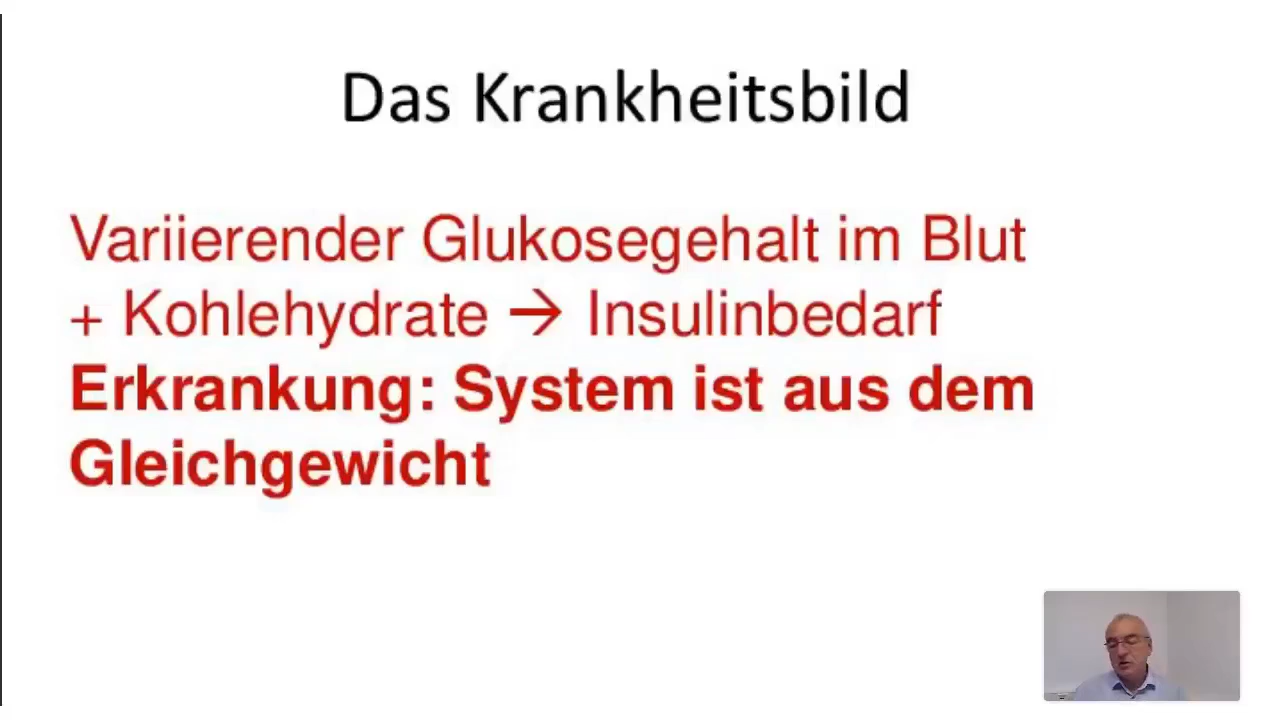 Das Krankheitsbild
Variierender Glukosegehalt im Blut
+ Kohlehydrate → Insulinbedarf
Erkrankung: System ist aus dem
Gleichgewicht